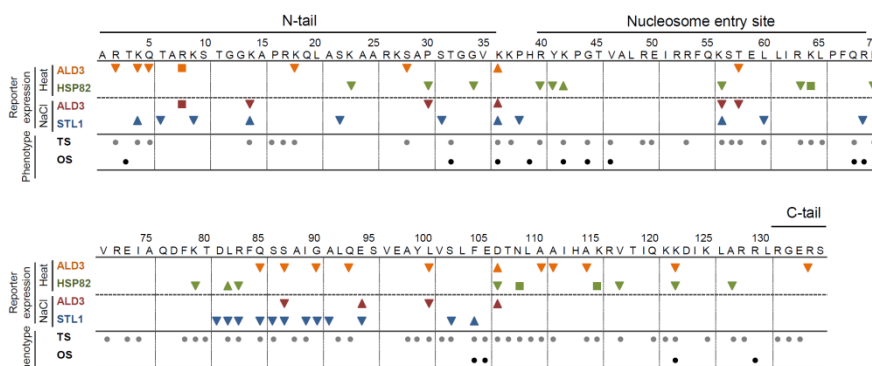 N-tail
Nucleosome entry site
5 10 15 20 25 30 35 40 45 50 55 60 65 70
A R T K Q T A R K S T G G K A P R K Q L A S K A A R K S A P S T G G V K K P H R Y K P G T V A L R E I R R F Q K S T E L L I R K L P F Q R
Reporter expression
Heat
ALD3
HSP82
NaCl
ALD3
STL1
Phenotype
TS
OS
C-tail
75 80 85 90 95 100 105 110 115 120 125 130
V R E I A Q D F K T D L R F Q S S A I G A L Q E S V E A Y L V S L F E D T N L A A I H A K R V T I Q K K D I K L A R R L R G E R S
Reporter expression
Heat
ALD3
HSP82
NaCl
ALD3
STL1
henotype
TS
OS